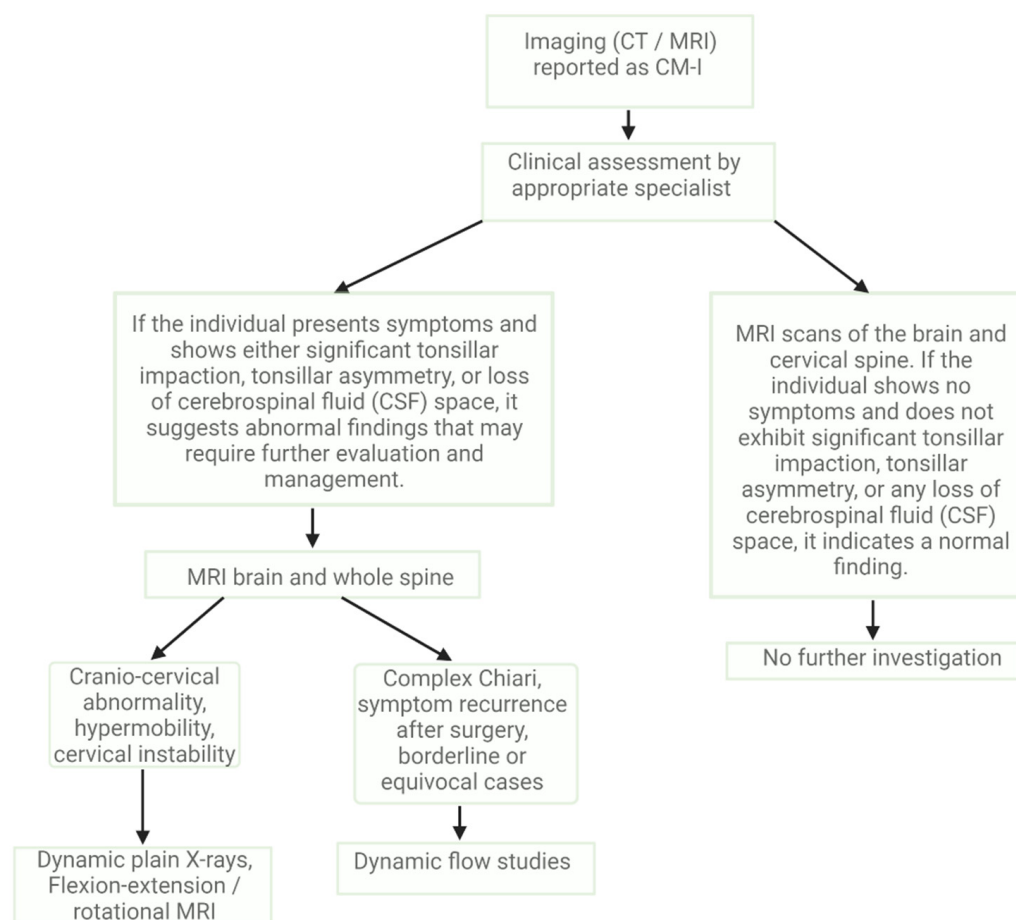 Imaging (CT / MRI)
reported as CM-I
Clinical assessment by
appropriate specialist
If the individual presents symptoms and
shows either significant tonsillar
impaction, tonsillar asymmetry, or loss
of cerebrospinal fluid (CSF) space, it
suggests abnormal findings that may
require further evaluation and
management.
MRI scans of the brain and
cervical spine. If the
individual shows no
symptoms and does not
exhibit significant tonsillar
impaction, tonsillar
asymmetry, or any loss of
cerebrospinal fluid (CSF)
space, it indicates a normal
finding.
MRI brain and whole spine
No further investigation
Cranio-cervical
abnormality,
hypermobility,
cervical instability
Complex Chiari,
symptom recurrence
after surgery,
borderline or
equivocal cases
Dynamic plain X-rays,
Flexion-extension /
rotational MRI
Dynamic flow studies